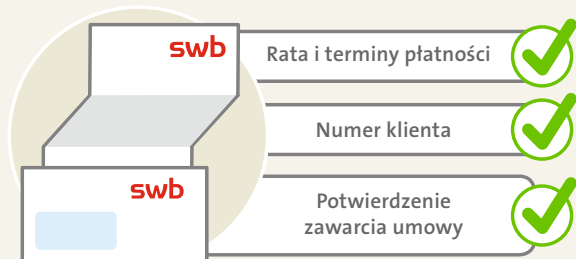 swb
Rata i terminy płatności
Numer klienta
swb
Potwierdzenie
zawarcia umowy